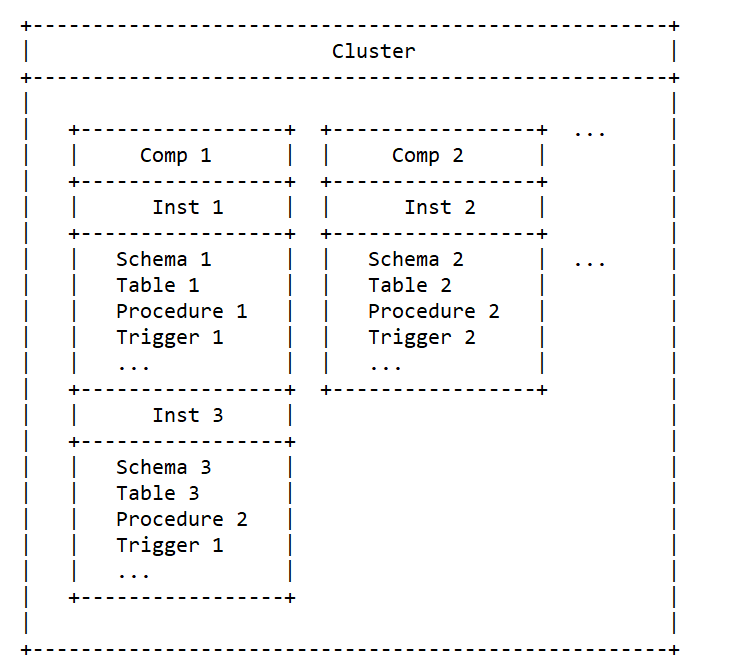 +-----------------------------------------------------+
|                         Cluster                     |
+-----------------------------------------------------+
|                                                     |
|   +-----------------+  +-----------------+  ...     |
|   |     Comp 1      |  |     Comp 2      |          |
|   +-----------------+  +-----------------+          |
|   |      Inst 1     |  |      Inst 2     |          |
|   +-----------------+  +-----------------+          |
|   |   Schema 1      |  |   Schema 2      |  ...     |
|   |   Table 1       |  |   Table 2       |          |
|   |   Procedure 1   |  |   Procedure 2   |          |
|   |   Trigger 1     |  |   Trigger 2     |          |
|   |   ...           |  |   ...           |          |
|   +-----------------+  +-----------------+          |
|   |      Inst 3     |                               |
|   +-----------------+                               |
|   |   Schema 3      |                               |
|   |   Table 3       |                               |
|   |   Procedure 2   |                               |
|   |   Trigger 1     |                               |
|   |   ...           |                               |
|   +-----------------+                               |
|                                                     |
+-----------------------------------------------------+